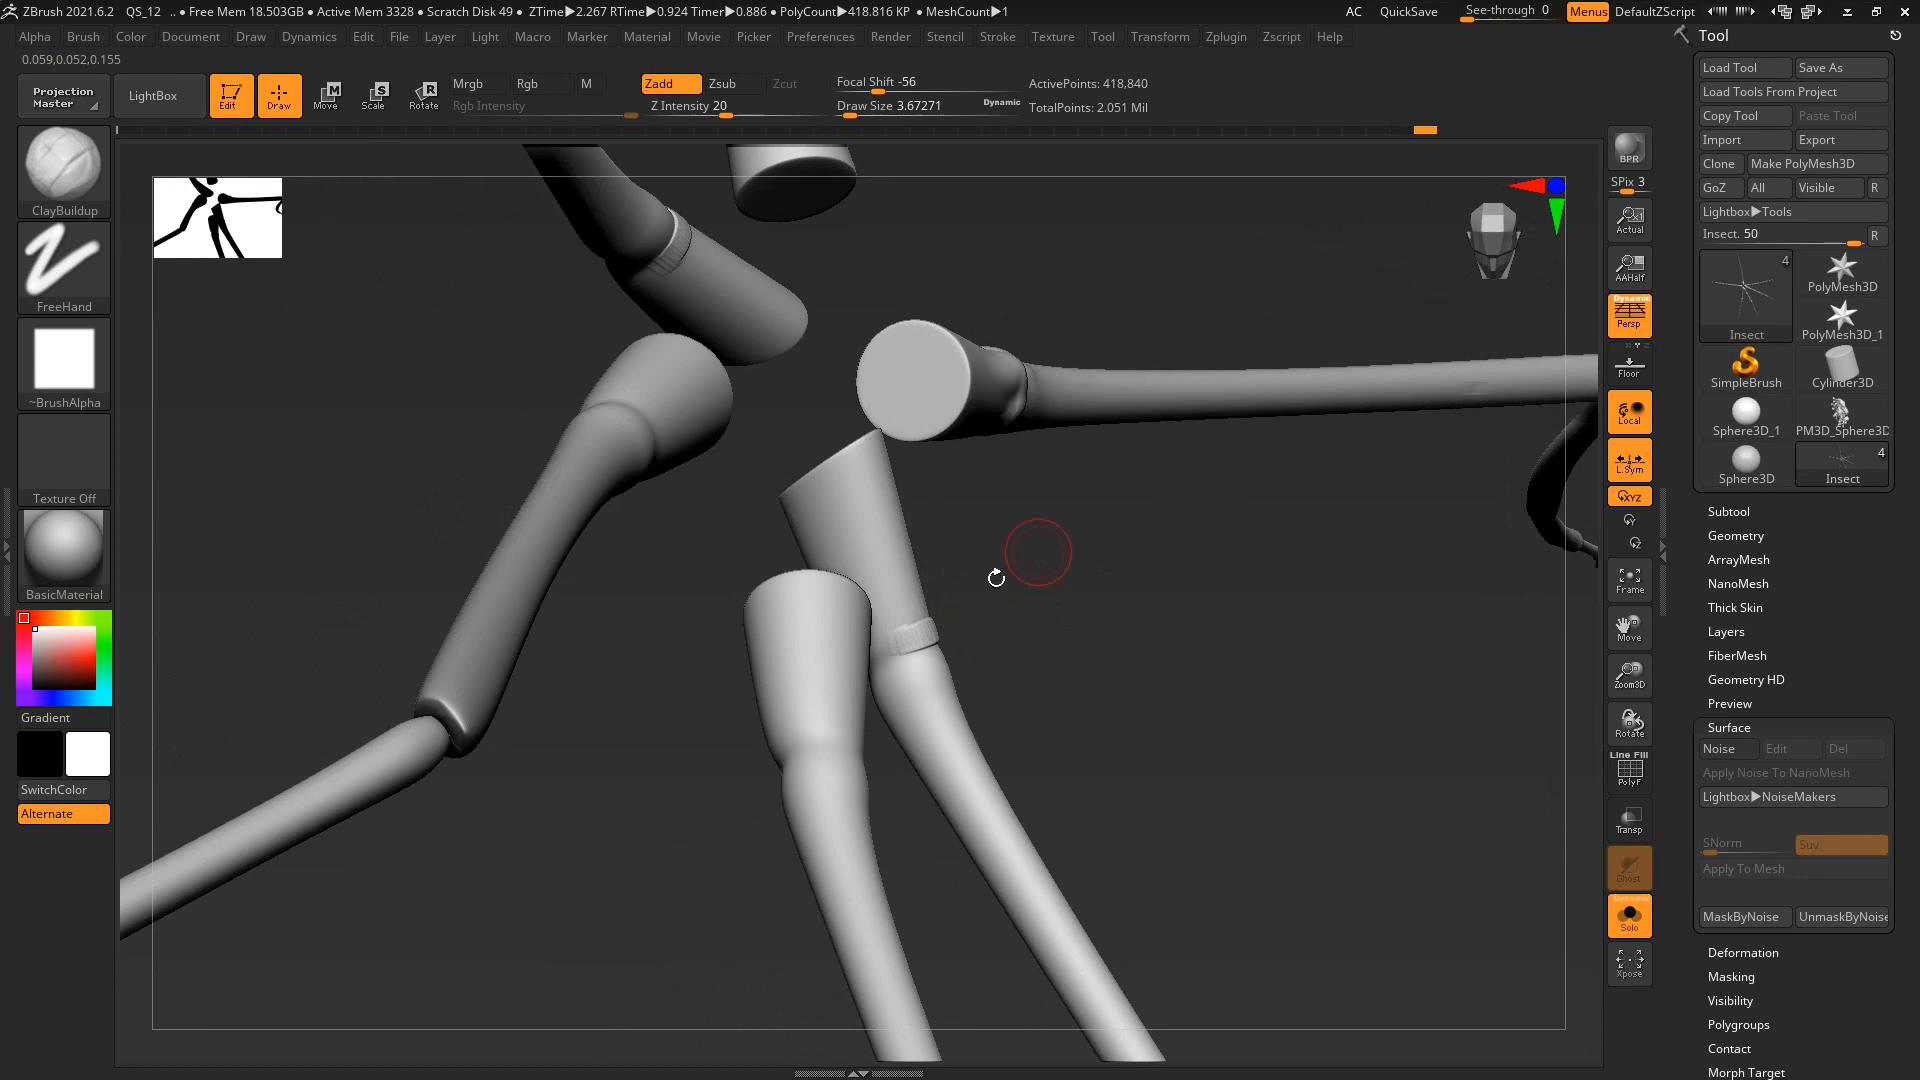 ZBrush 2021.6.2 QS_12 .. ● Free Mem 18.503GB ● Active Mem 3328 ● Scratch Disk 49 ● ZTime▶2.267 RTime▶0.924 Timer▶0.886 ● PolyCount▶418.816 KP ● MeshCount▶1 AC QuickSave See-through 0 Menus DefaultZScript
Alpha Brush Color Document Draw Dynamics Edit File Layer Light Macro Marker Material Movie Picker Preferences Render Stencil Stroke Texture Tool Transform Zplugin Zscript Help
0.059,0.052,0.155
Projection Master
LightBox
Edit
Draw
Move
Scale
Rotate
Mrgb Rgb M
Rgb Intensity
Zadd Zsub Zcut
Z Intensity 20
Focal Shift -56
Draw Size 3.67271
Dynamic
ActivePoints: 418,840
TotalPoints: 2.051 Mil
ClayBuildup
FreeHand
~BrushAlpha
Texture Off
BasicMaterial
Gradient
SwitchColor
Alternate
BPR
SPix 3
Actual
AAHalf
Dynamic
Persp
Floor
Local
L.Sym
XYZ
Y
Z
Frame
Move
Zoom3D
Rotate
Line Fill
PolyF
Transp
Ghost
Dynamic
Solo
Xpose
Tool
Load Tool Save As
Load Tools From Project
Copy Tool Paste Tool
Import Export
Clone Make PolyMesh3D
GoZ All Visible R
Lightbox▶Tools
Insect. 50 R
4
Insect
PolyMesh3D
PolyMesh3D_1
SimpleBrush Cylinder3D
Sphere3D_1 PM3D_Sphere3D
4
Sphere3D Insect
Subtool
Geometry
ArrayMesh
NanoMesh
Thick Skin
Layers
FiberMesh
Geometry HD
Preview
Surface
Noise Edit Del
Apply Noise To NanoMesh
Lightbox▶NoiseMakers
SNorm Suv
Apply To Mesh
MaskByNoise UnmaskByNoise
Deformation
Masking
Visibility
Polygroups
Contact
Morph Target